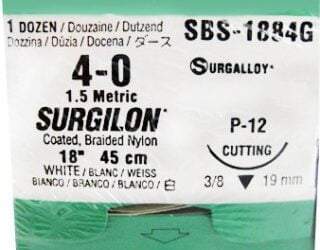 1 DOZEN / Douzaine / Dutzend
Dozzina / Dúzia / Docena / ダース
SBS-1884G
4-0
1.5 Metric
SURGALLOY
SURGILON
Coated, Braided Nylon
P-12
CUTTING
18" 45 cm
3/8 ▼ 19 mm
WHITE / BLANC / WEISS
BIANCO / BRANCO / BLANCO / 白